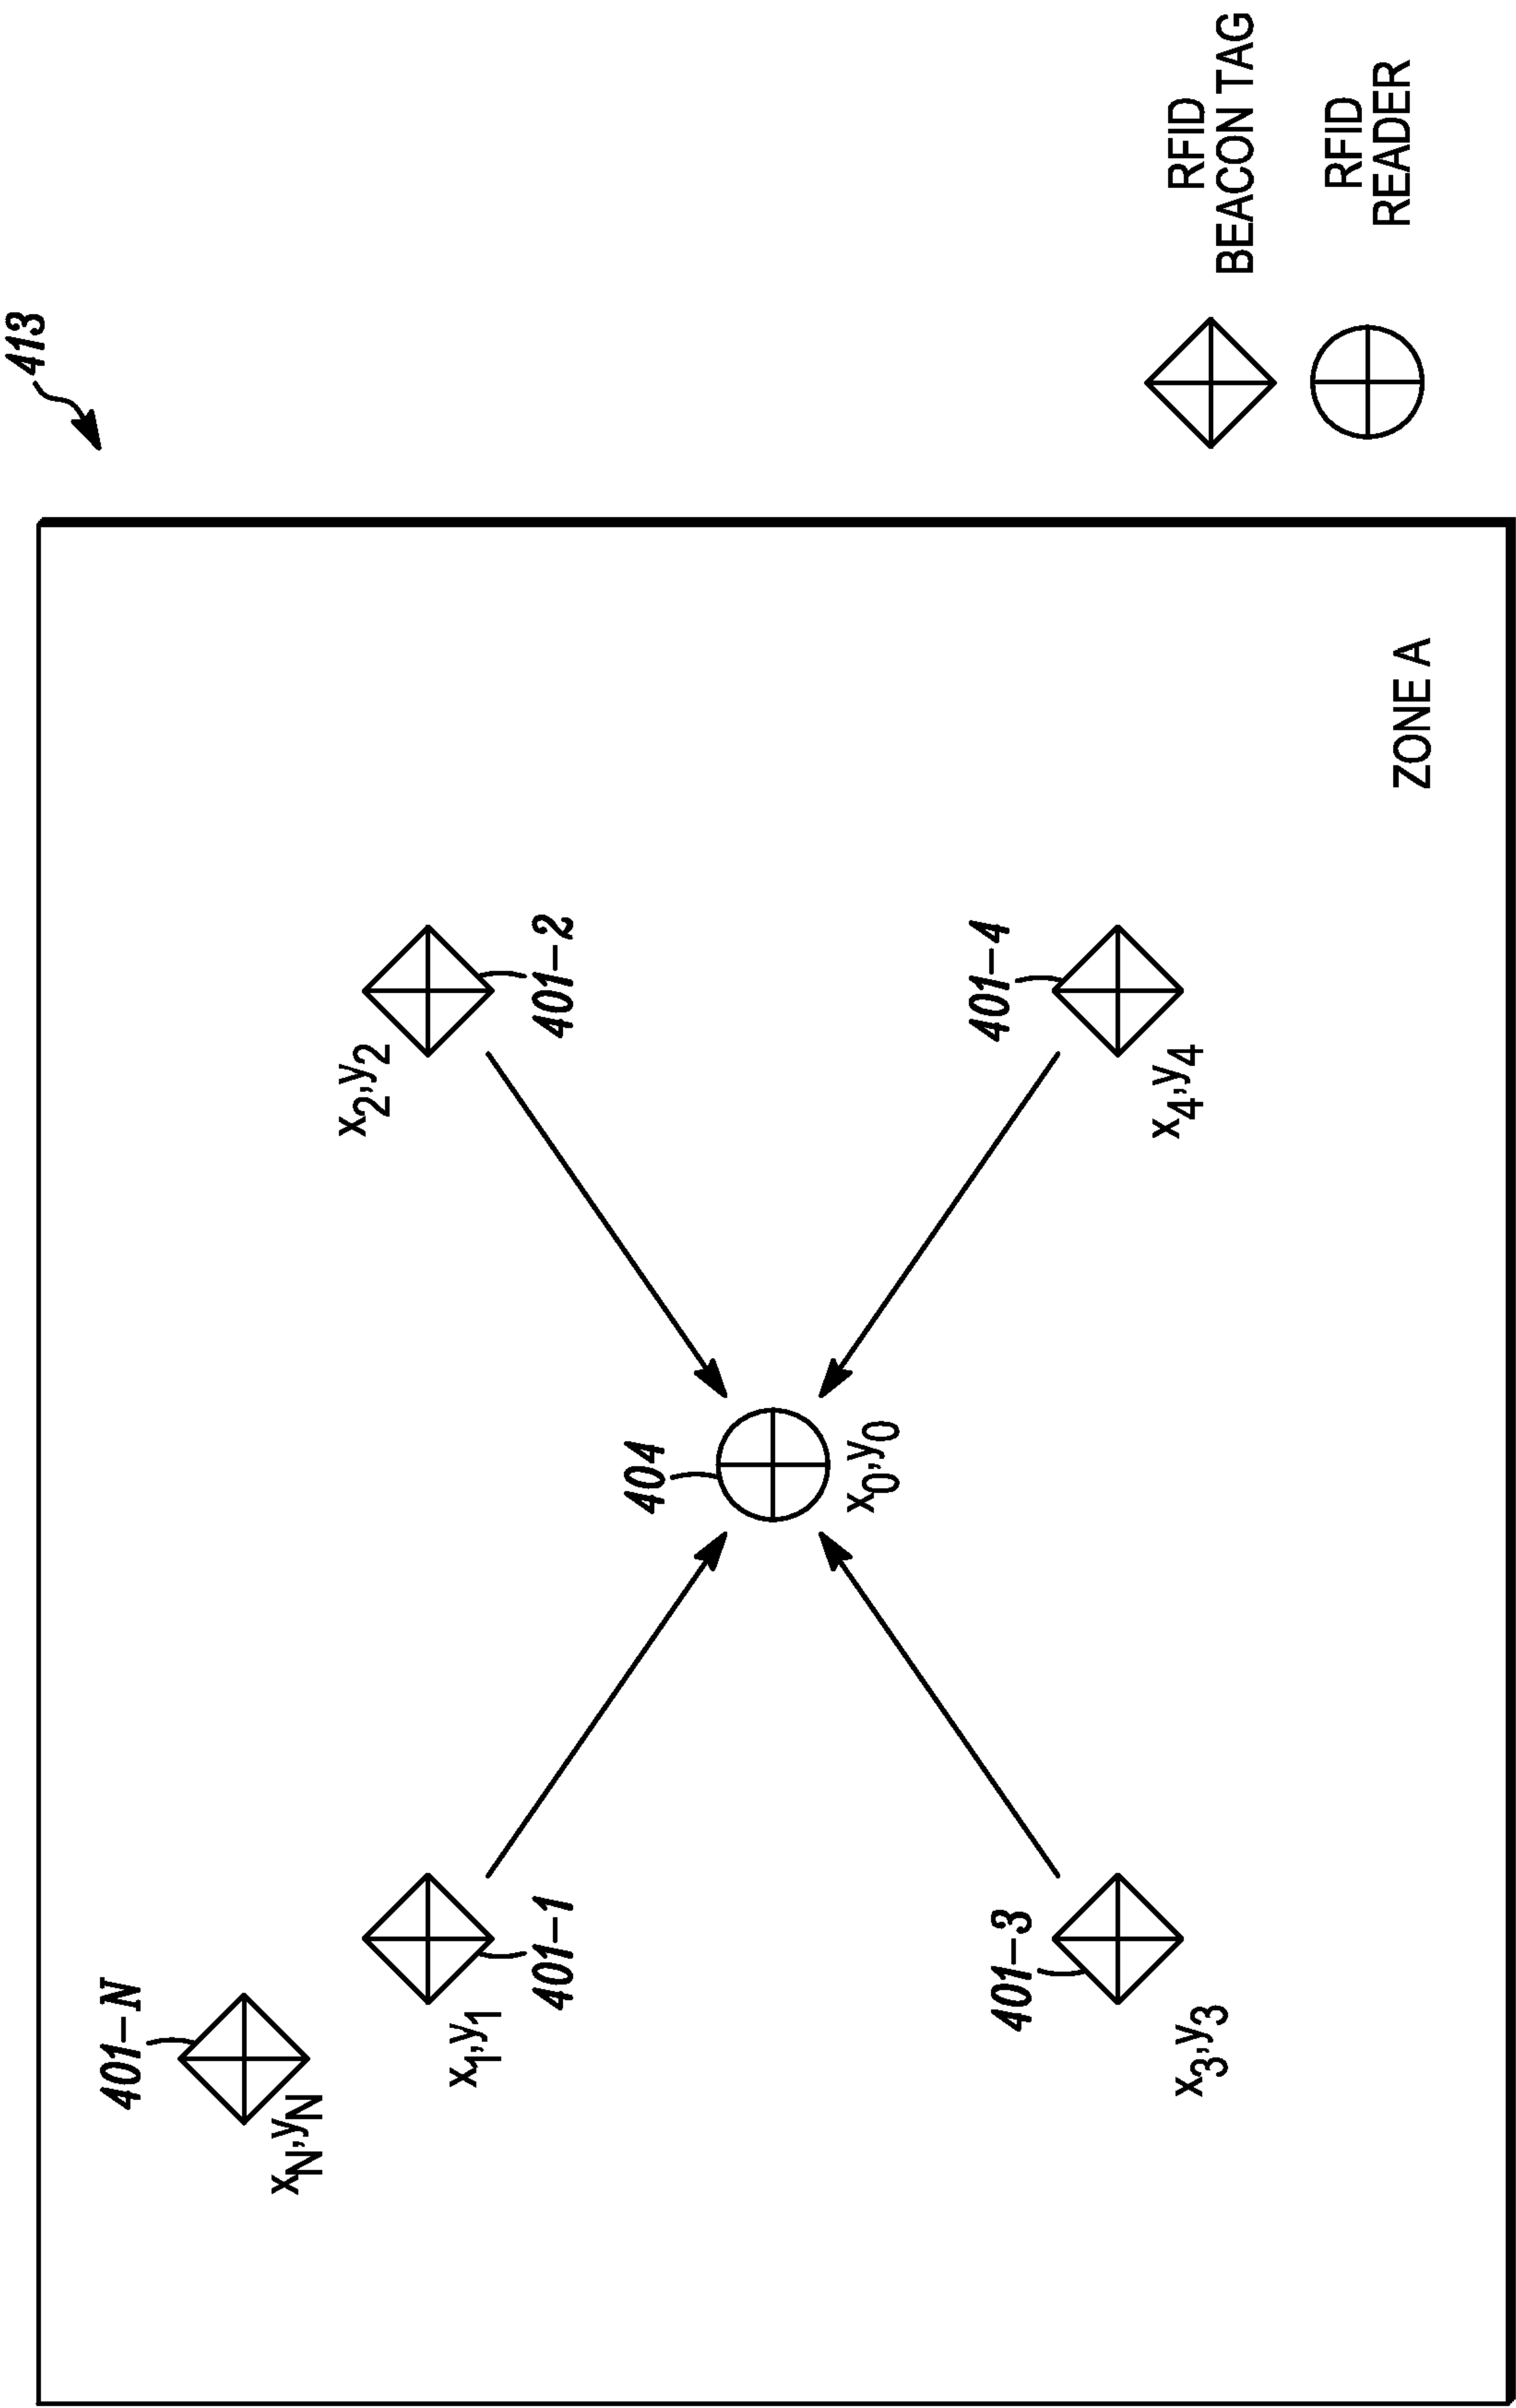 413
401-N
xN,yN
401-1
x1,y1
401-2
x2,y2
404
x0,y0
401-3
x3,y3
401-4
x4,y4
ZONE A
RFID
BEACON TAG
RFID
READER